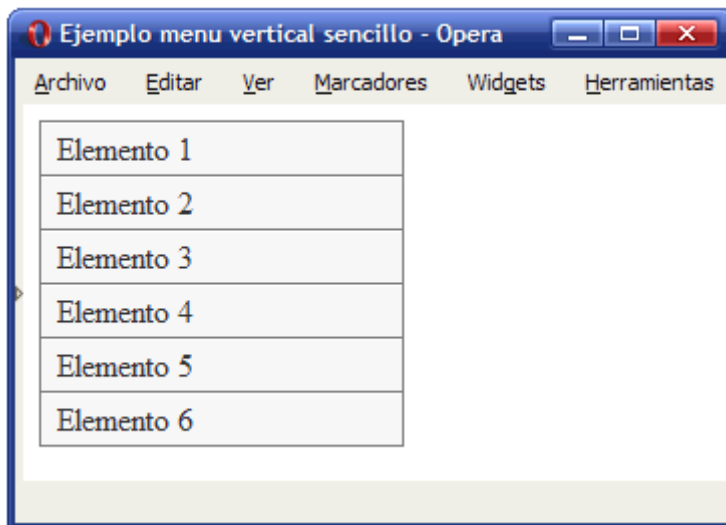 Ejemplo menu vertical sencillo - Opera
Archivo Editar Ver Marcadores Widgets Herramientas
Elemento 1
Elemento 2
Elemento 3
Elemento 4
Elemento 5
Elemento 6